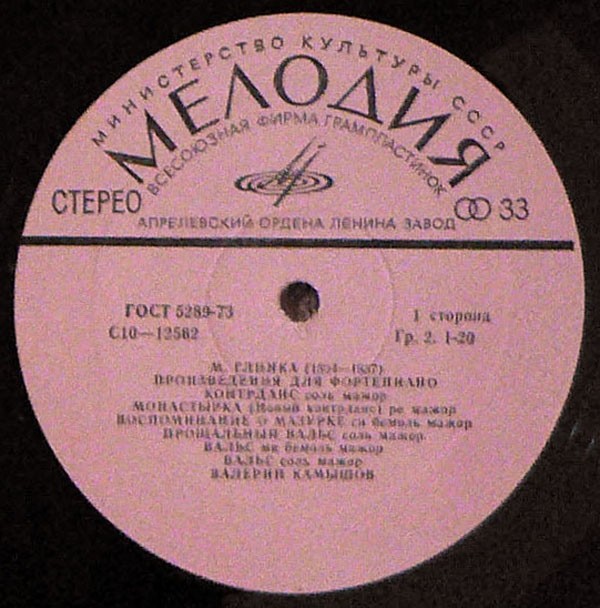 МИНИСТЕРСТВО КУЛЬТУРЫ СССР
МЕЛОДИЯ
ВСЕСОЮЗНАЯ ФИРМА ГРАМПЛАСТИНОК
СТЕРЕО
33
АПРЕЛЕВСКИЙ ОРДЕНА ЛЕНИНА ЗАВОД
ГОСТ 5289-73
1 сторона
С10—12582
Гр. 2. 1-20
М. ГЛИНКА (1804—1857)
ПРОИЗВЕДЕНИЯ ДЛЯ ФОРТЕПИАНО
КОНТРДАНС соль мажор
МОНАСТЫРКА (Новый контрданс) ре мажор
ВОСПОМИНАНИЕ О МАЗУРКЕ си бемоль мажор
ПРОЩАЛЬНЫЙ ВАЛЬС соль мажор
ВАЛЬС ми бемоль мажор
ВАЛЬС соль мажор
ВАЛЕРИЙ КАМЫШОВ